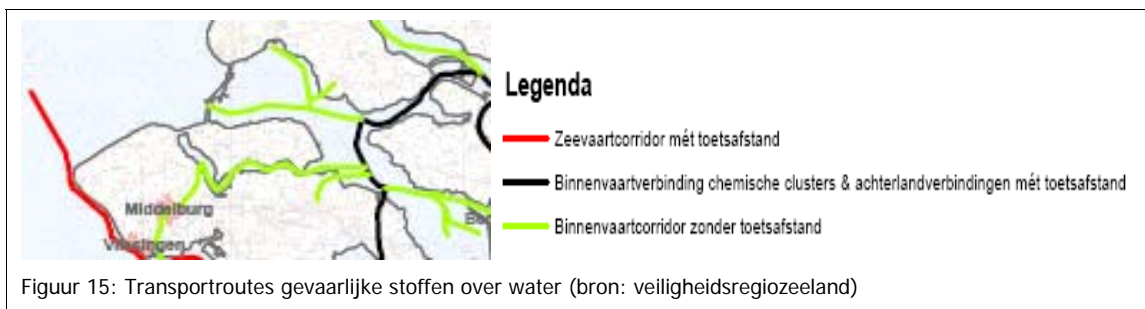 Legenda
Zeevaartcorridor mét toetsafstand
Binnenvaartverbinding chemische clusters & achterlandverbindingen mét toetsafstand
Binnenvaartcorridor zonder toetsafstand
Middelburg
Vlissingen
Figuur 15: Transportroutes gevaarlijke stoffen over water (bron: veiligheidsregiozeeland)